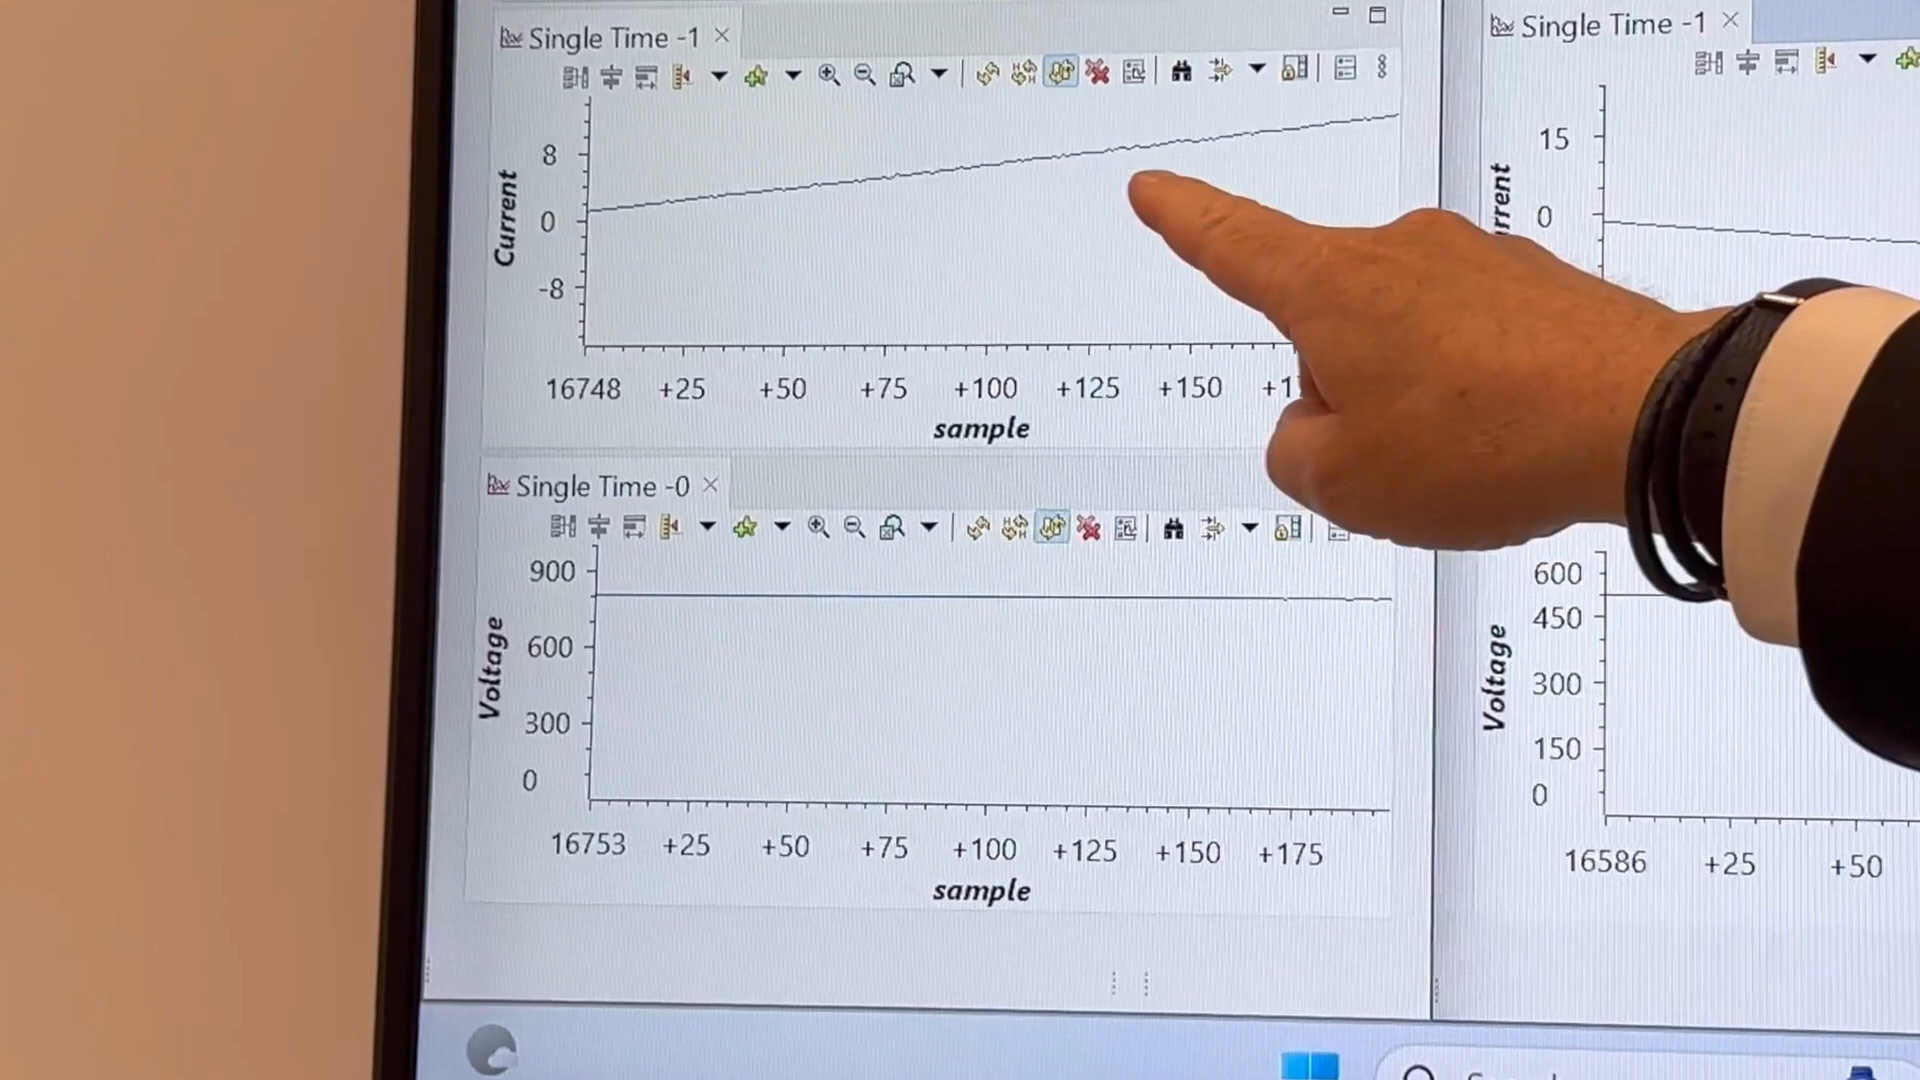 Single Time -1
Current
8
0
-8
16748 +25 +50 +75 +100 +125 +150
sample
Single Time -0
Voltage
900
600
300
0
16753 +25 +50 +75 +100 +125 +150 +175
sample
Single Time -1
15
0
Voltage
600
450
300
150
0
16586 +25 +50